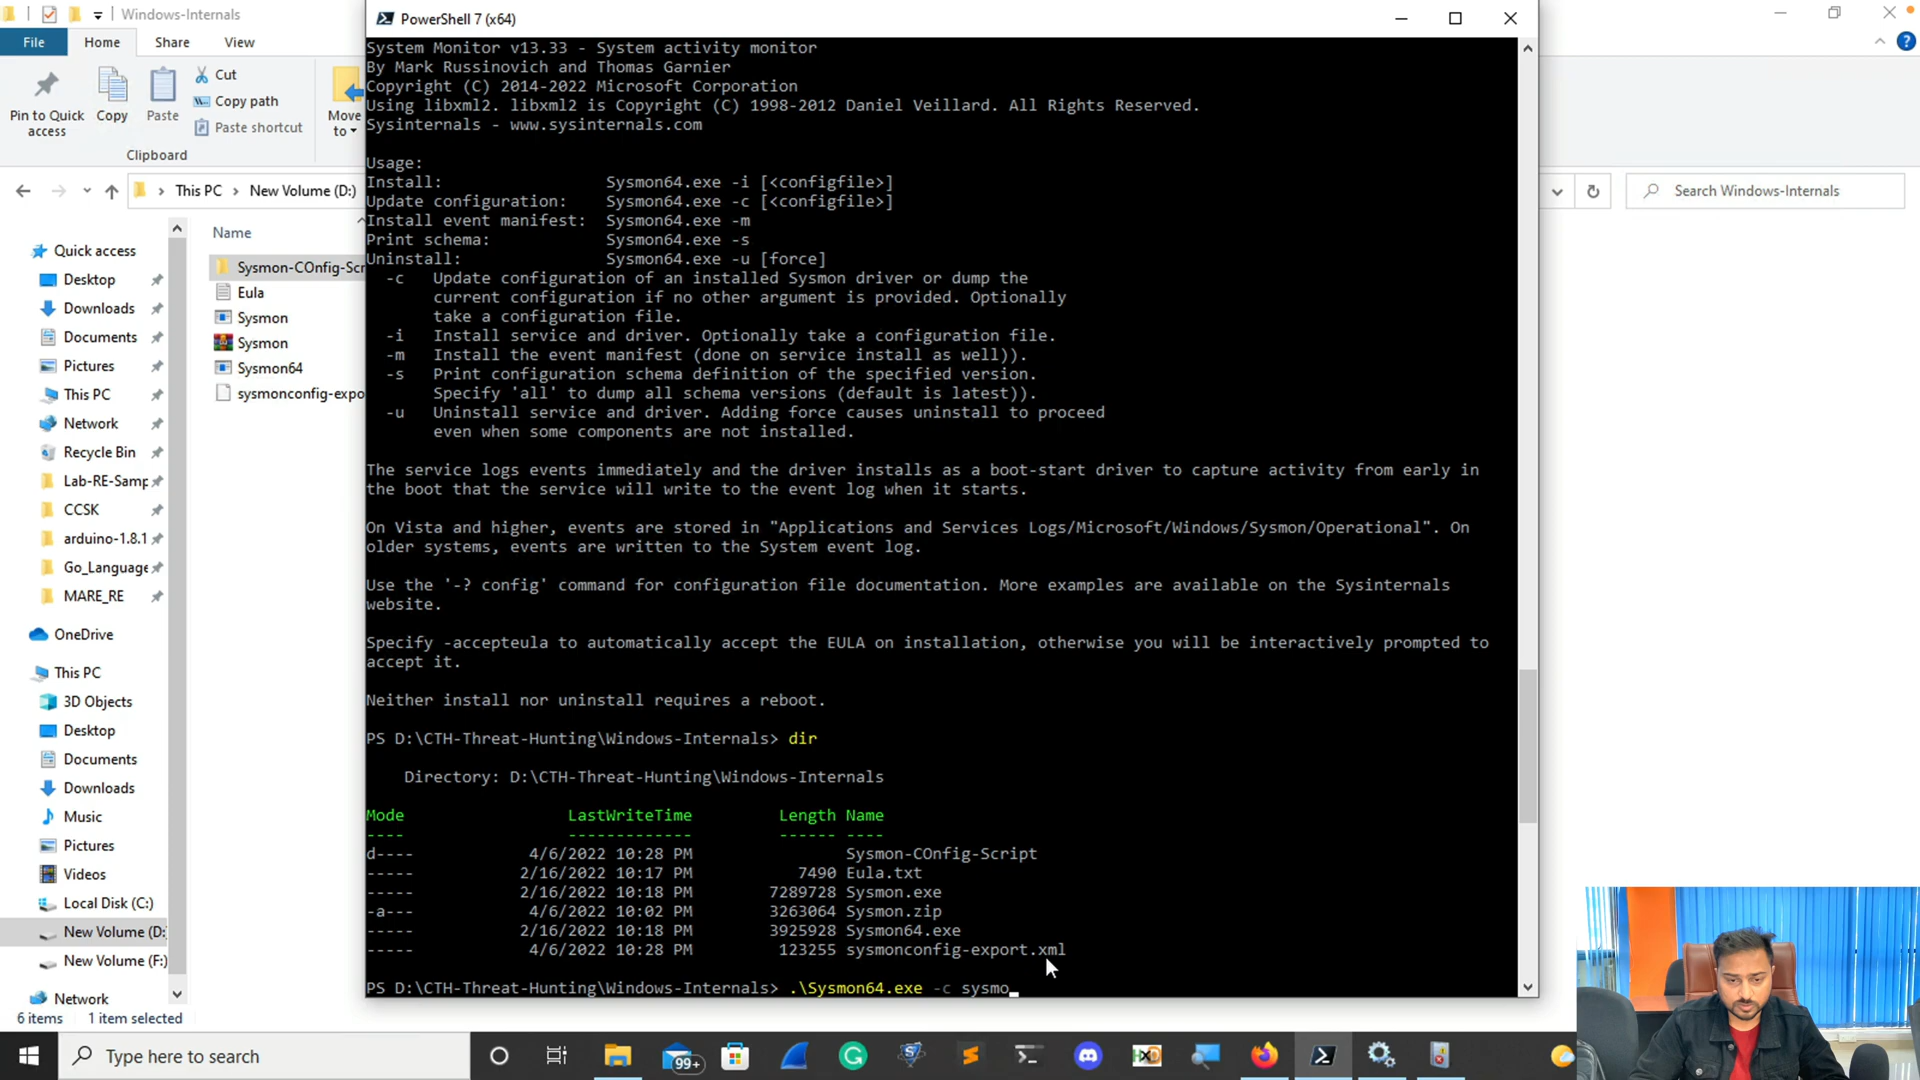 Windows-Internals
File
Home
Share
View
Pin to Quick access
Copy
Paste
Cut
Copy path
Paste shortcut
Move to
Clipboard
This PC
New Volume (D:)
Search Windows-Internals
Quick access
Desktop
Downloads
Documents
Pictures
This PC
Network
Recycle Bin
Lab-RE-Samp
CCSK
arduino-1.8.1
Go_Language
MARE_RE
OneDrive
This PC
3D Objects
Desktop
Documents
Downloads
Music
Pictures
Videos
Local Disk (C:)
New Volume (D:)
New Volume (F:)
Network
6 items
1 item selected
Name
Sysmon-COnfig-Scr
Eula
Sysmon
Sysmon
Sysmon64
sysmonconfig-expo
PowerShell 7 (x64)
System Monitor v13.33 - System activity monitor
By Mark Russinovich and Thomas Garnier
Copyright (C) 2014-2022 Microsoft Corporation
Using libxml2. libxml2 is Copyright (C) 1998-2012 Daniel Veillard. All Rights Reserved.
Sysinternals - www.sysinternals.com
Usage:
Install: Sysmon64.exe -i [<configfile>]
Update configuration: Sysmon64.exe -c [<configfile>]
Install event manifest: Sysmon64.exe -m
Print schema: Sysmon64.exe -s
Uninstall: Sysmon64.exe -u [force]
-c Update configuration of an installed Sysmon driver or dump the
current configuration if no other argument is provided. Optionally
take a configuration file.
-i Install service and driver. Optionally take a configuration file.
-m Install the event manifest (done on service install as well)).
-s Print configuration schema definition of the specified version.
Specify 'all' to dump all schema versions (default is latest)).
-u Uninstall service and driver. Adding force causes uninstall to proceed
even when some components are not installed.
The service logs events immediately and the driver installs as a boot-start driver to capture activity from early in
the boot that the service will write to the event log when it starts.
On Vista and higher, events are stored in "Applications and Services Logs/Microsoft/Windows/Sysmon/Operational". On
older systems, events are written to the System event log.
Use the '-? config' command for configuration file documentation. More examples are available on the Sysinternals
website.
Specify -accepteula to automatically accept the EULA on installation, otherwise you will be interactively prompted to
accept it.
Neither install nor uninstall requires a reboot.
PS D:\CTH-Threat-Hunting\Windows-Internals> dir
Directory: D:\CTH-Threat-Hunting\Windows-Internals
Mode LastWriteTime Length Name
---- ------------- ------ ----
d---- 4/6/2022 10:28 PM Sysmon-COnfig-Script
----- 2/16/2022 10:17 PM 7490 Eula.txt
----- 2/16/2022 10:18 PM 7289728 Sysmon.exe
-a--- 4/6/2022 10:02 PM 3263064 Sysmon.zip
----- 2/16/2022 10:18 PM 3925928 Sysmon64.exe
----- 4/6/2022 10:28 PM 123255 sysmonconfig-export.xml
PS D:\CTH-Threat-Hunting\Windows-Internals> .\Sysmon64.exe -c sysmo_
Type here to search
99+